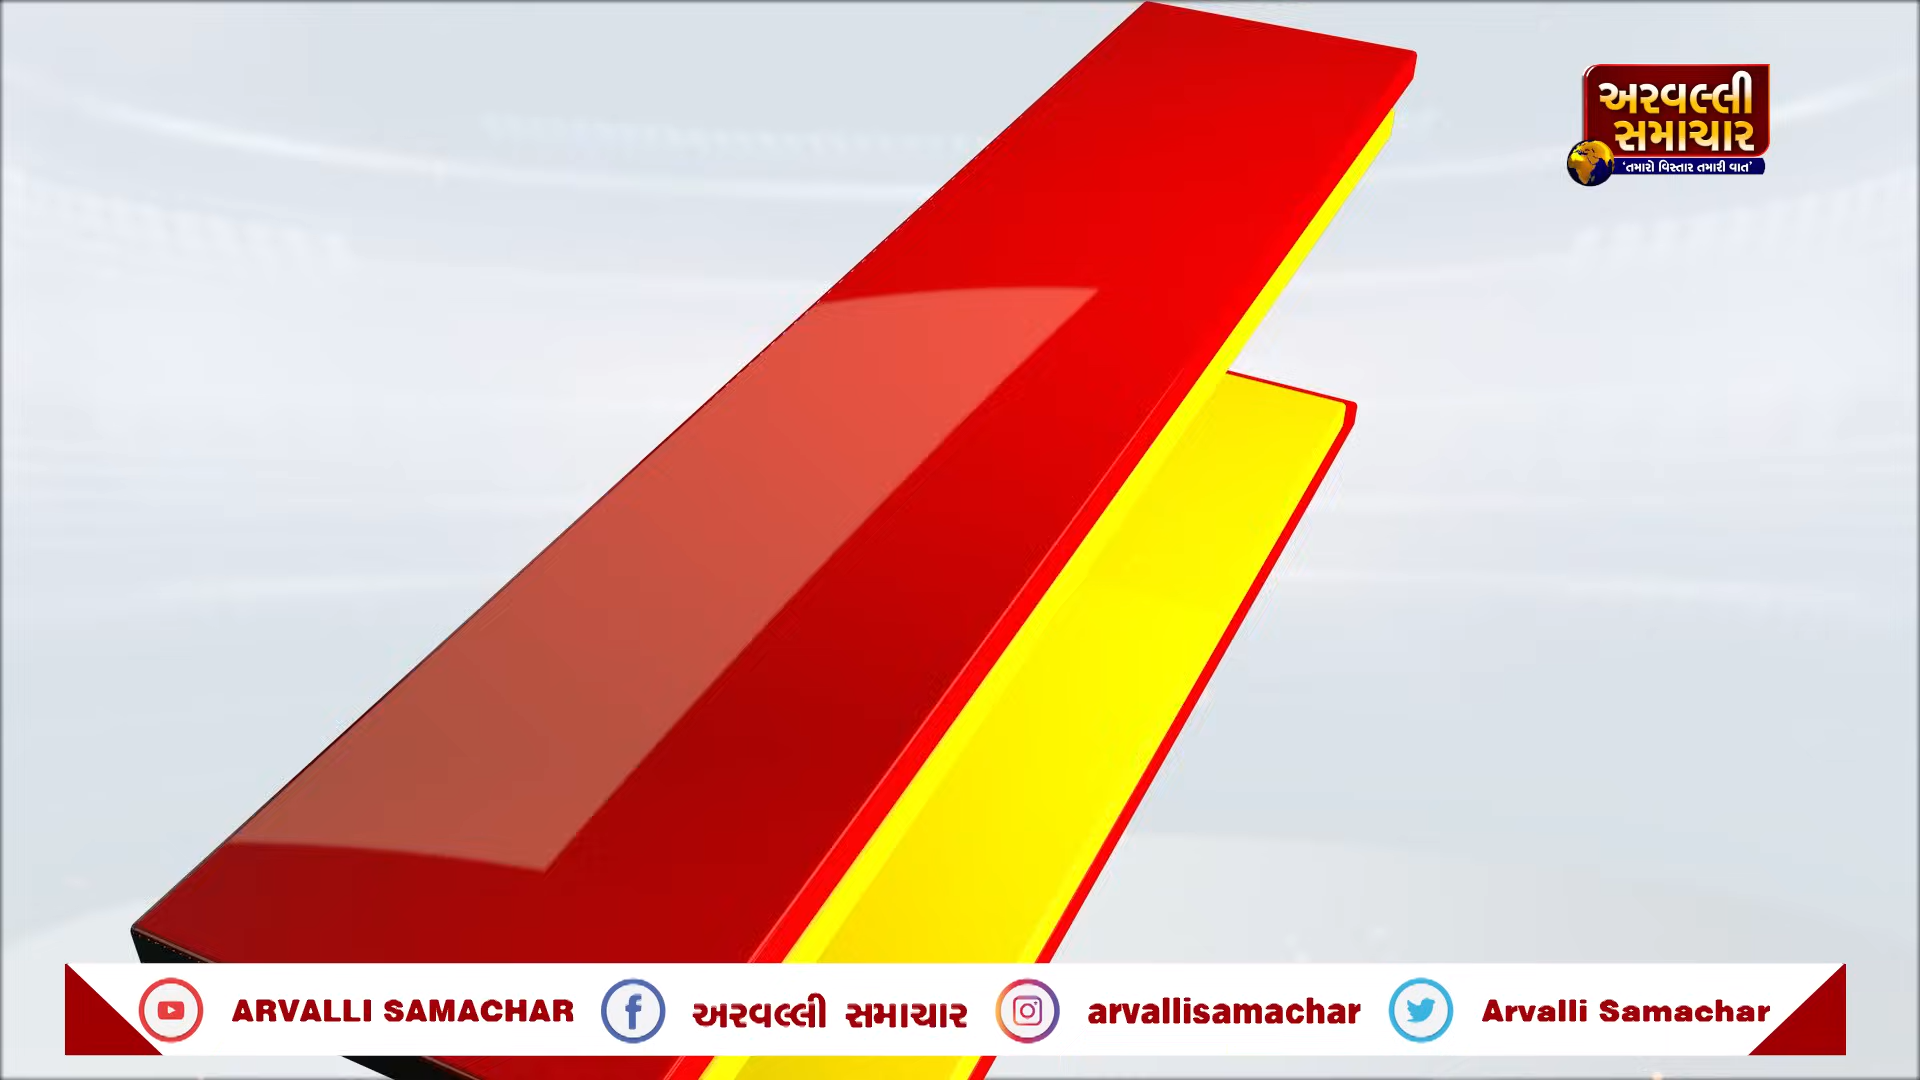 અરવલ્લી
સમાચાર
'તમારો વિસ્તાર તમારી વાત'
ARVALLI SAMACHAR
અરવલ્લી સમાચાર
arvallisamachar
Arvalli Samachar